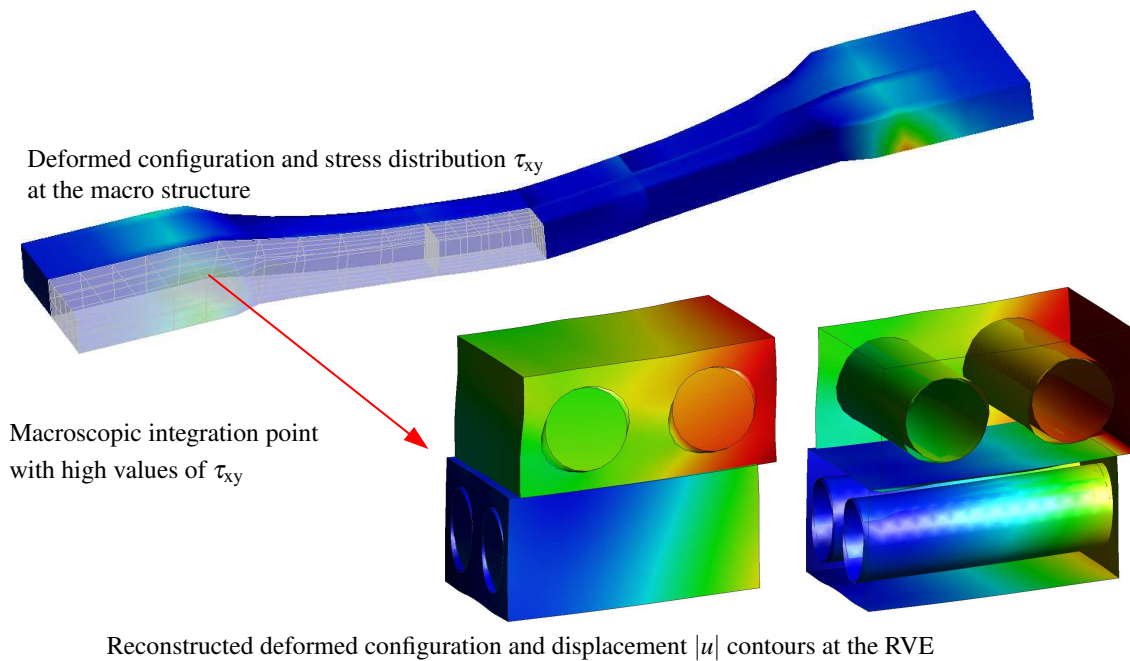 Deformed configuration and stress distribution τxy
at the macro structure
Macroscopic integration point
with high values of τxy
Reconstructed deformed configuration and displacement |u| contours at the RVE